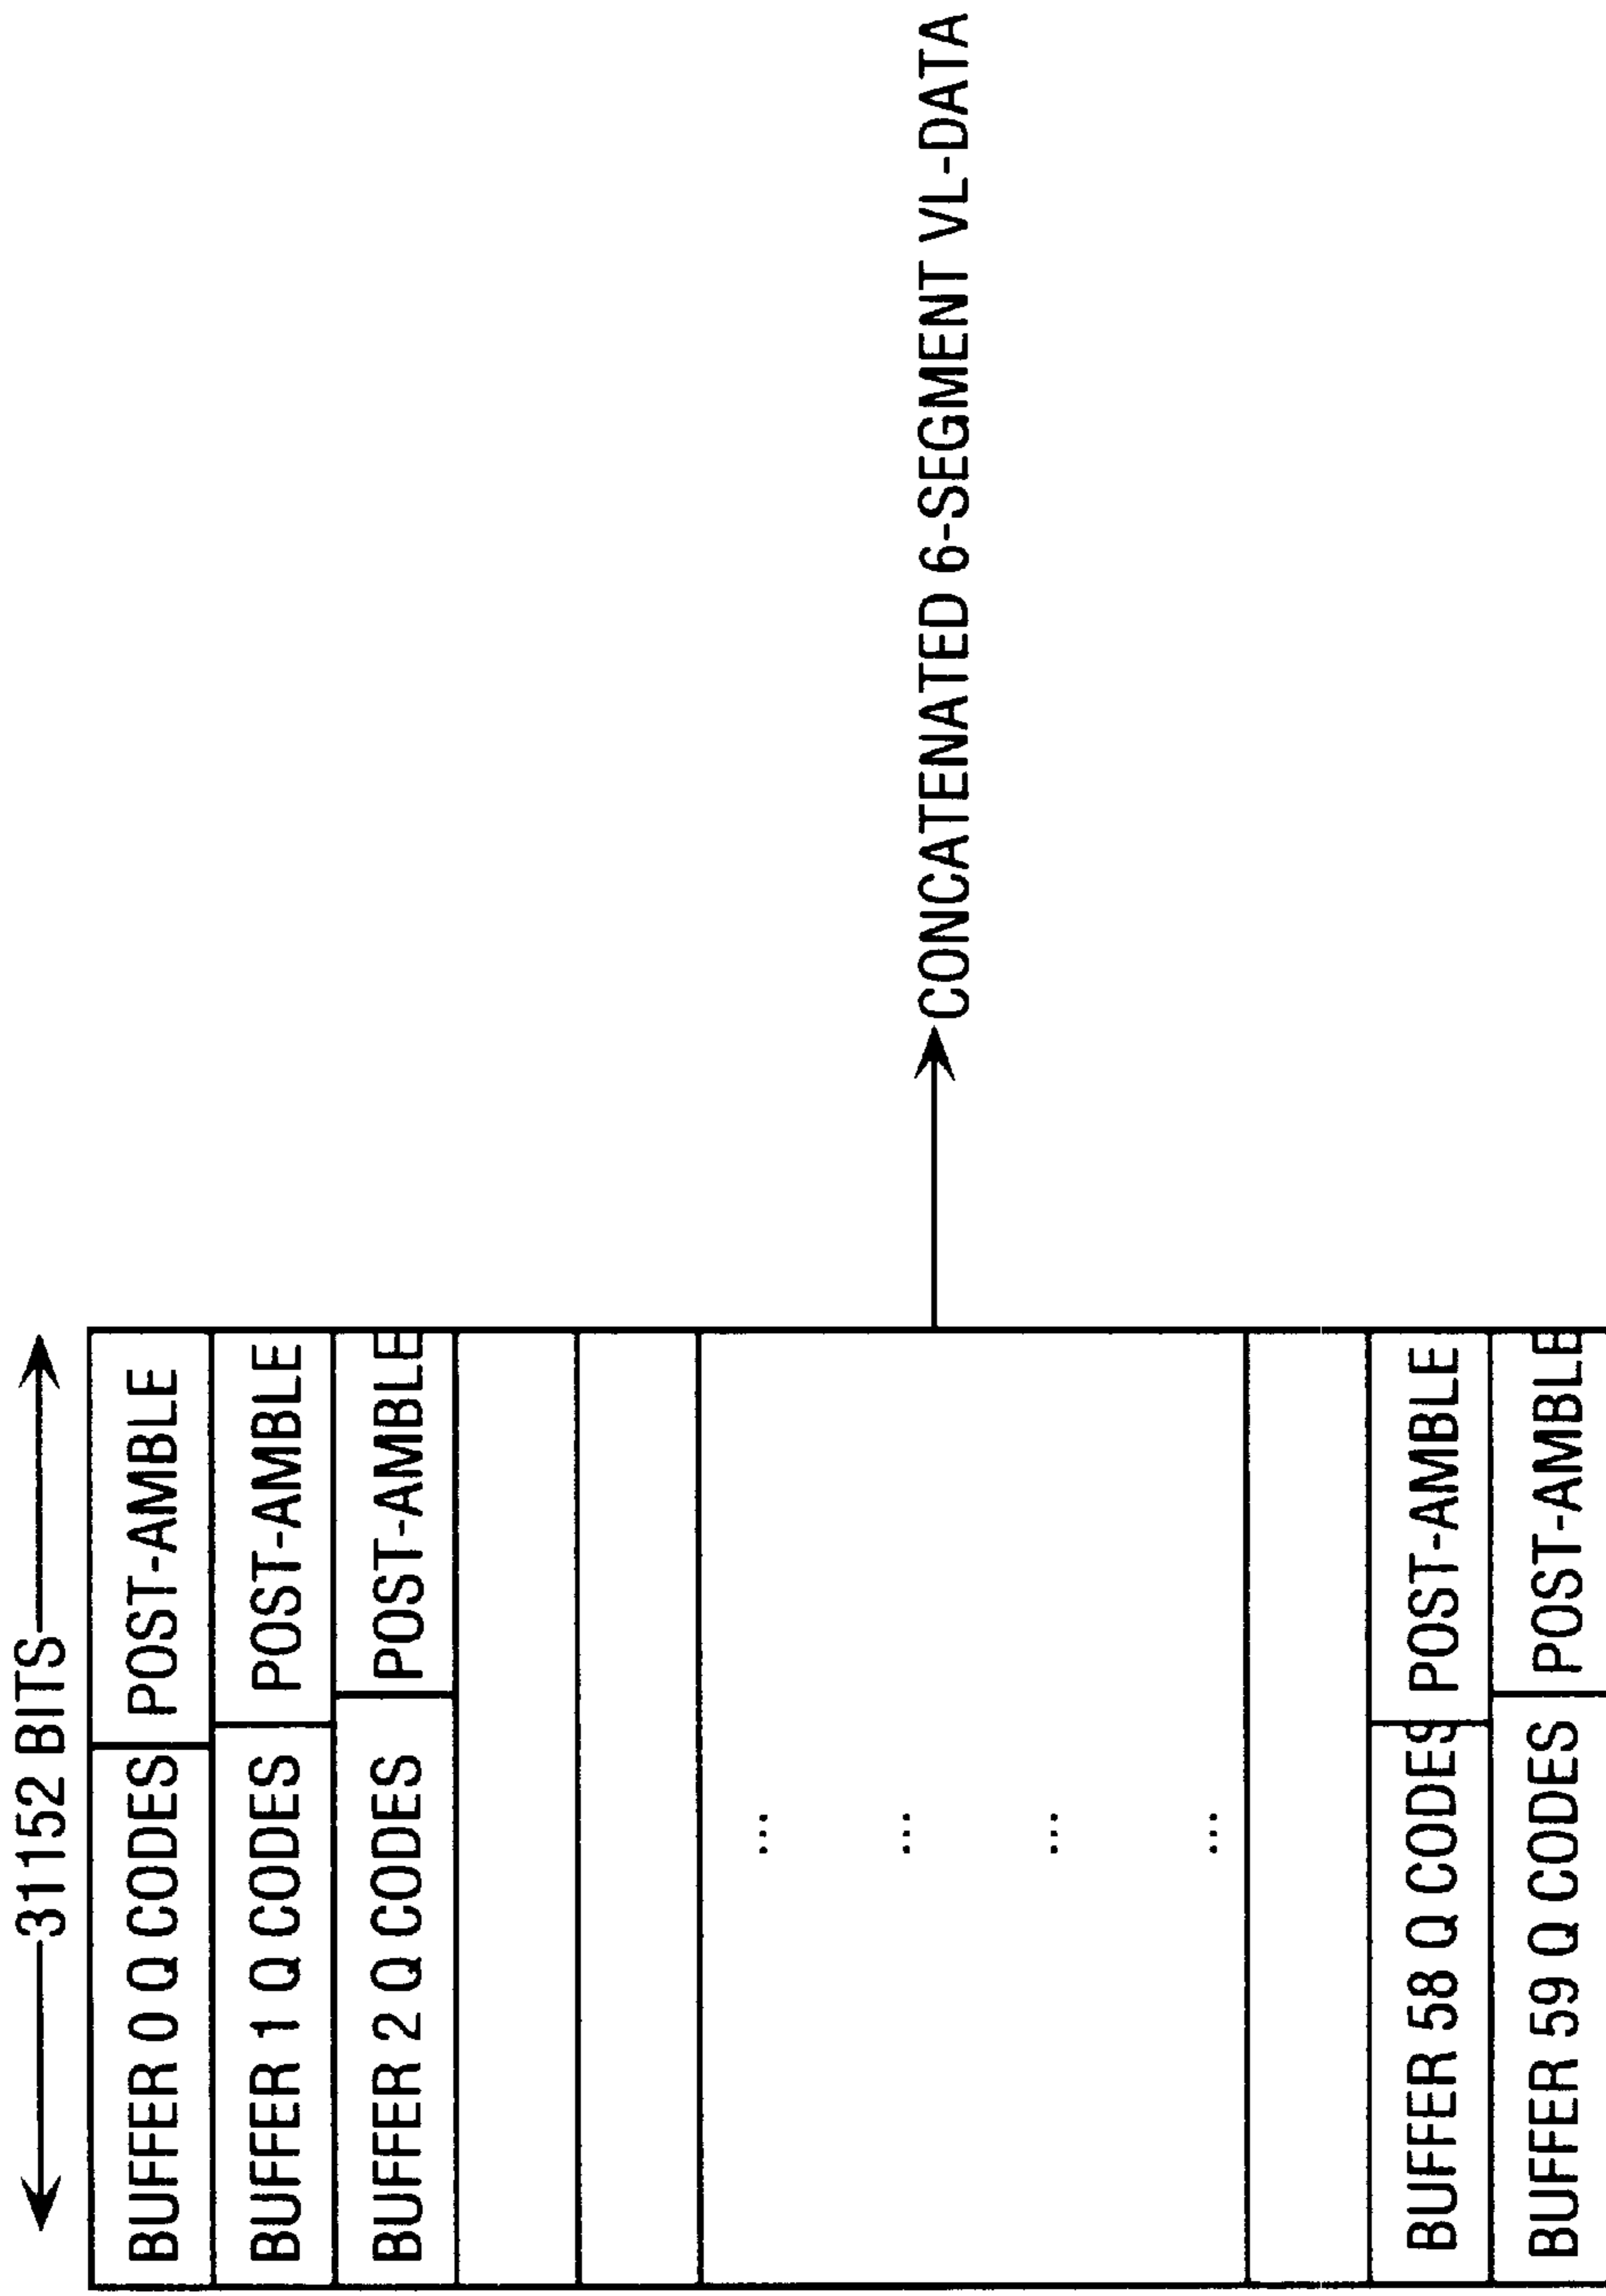 31152 BITS
BUFFER 0 Q CODES POST-AMBLE
BUFFER 1 Q CODES POST-AMBLE
BUFFER 2 Q CODES POST-AMBLE
...
...
...
...
BUFFER 58 Q CODES POST-AMBLE
BUFFER 59 Q CODES POST-AMBLE
CONCATENATED 6-SEGMENT VL-DATA